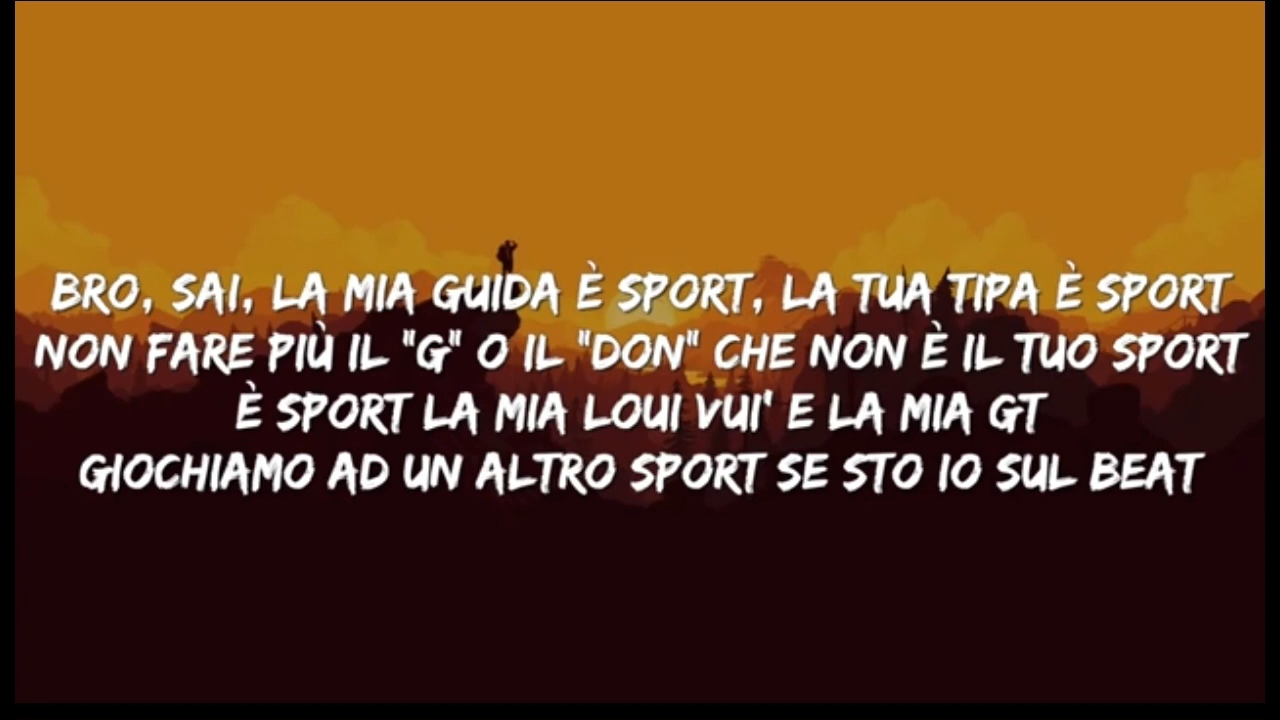 BRO, SAI, LA MIA GUIDA È SPORT, LA TUA TIPA È SPORT
NON FARE PIÙ IL "G" O IL "DON" CHE NON È IL TUO SPORT
È SPORT LA MIA LOUI VUI' E LA MIA GT
GIOCHIAMO AD UN ALTRO SPORT SE STO IO SUL BEAT